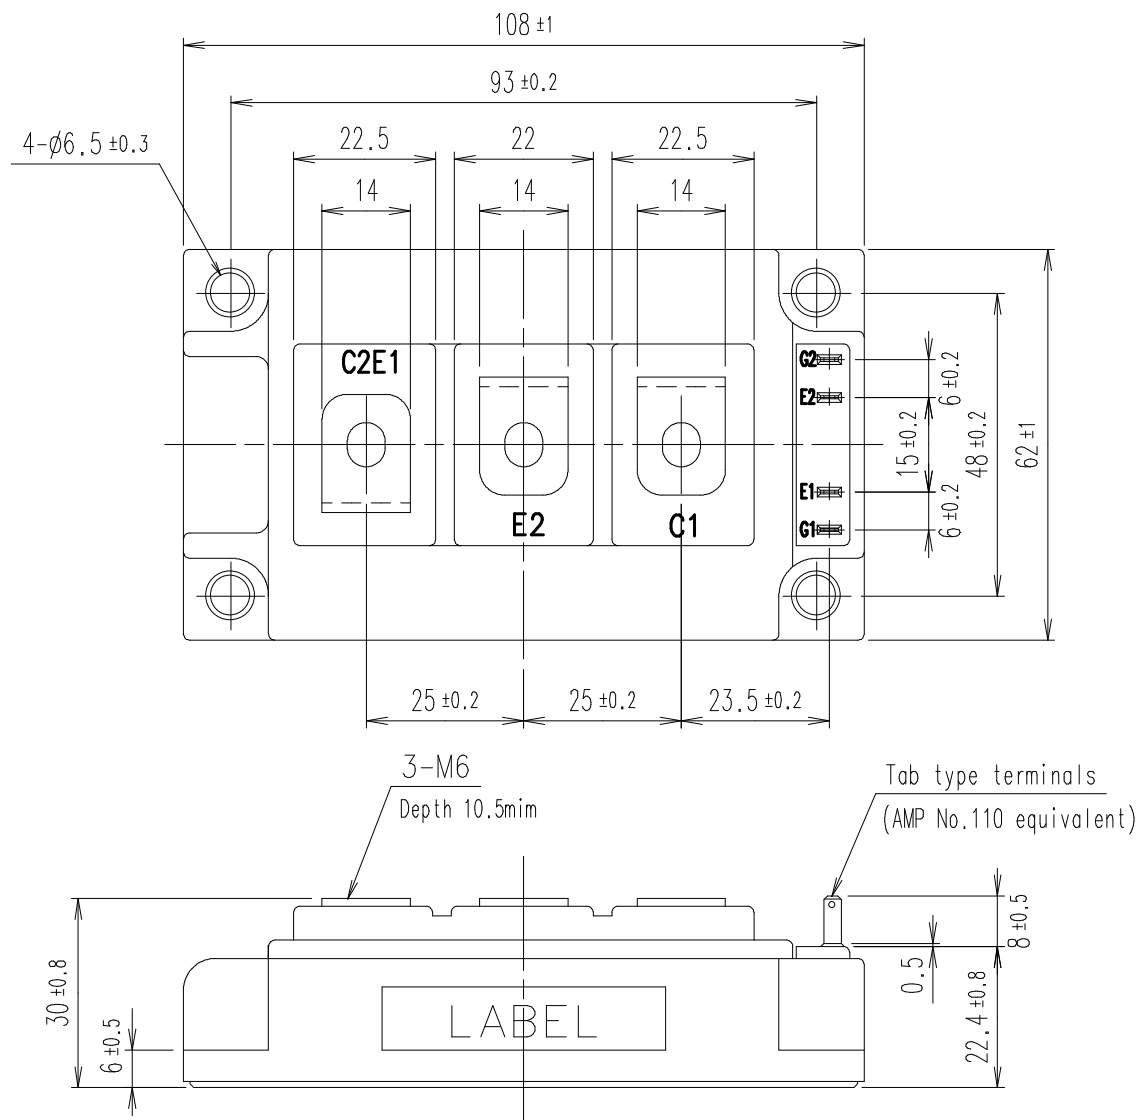 108 ±1
93 ±0.2
4-Ø6.5 ±0.3
22.5
22
22.5
14
14
14
C2E1
E2
C1
G2
E2
E1
G1
6 ±0.2
15 ±0.2
6 ±0.2
48 ±0.2
62 ±1
25 ±0.2
25 ±0.2
23.5 ±0.2
3-M6
Depth 10.5mim
Tab type terminals
(AMP No.110 equivalent)
30 ±0.8
6 ±0.5
LABEL
8 ±0.5
0.5
22.4 ±0.8